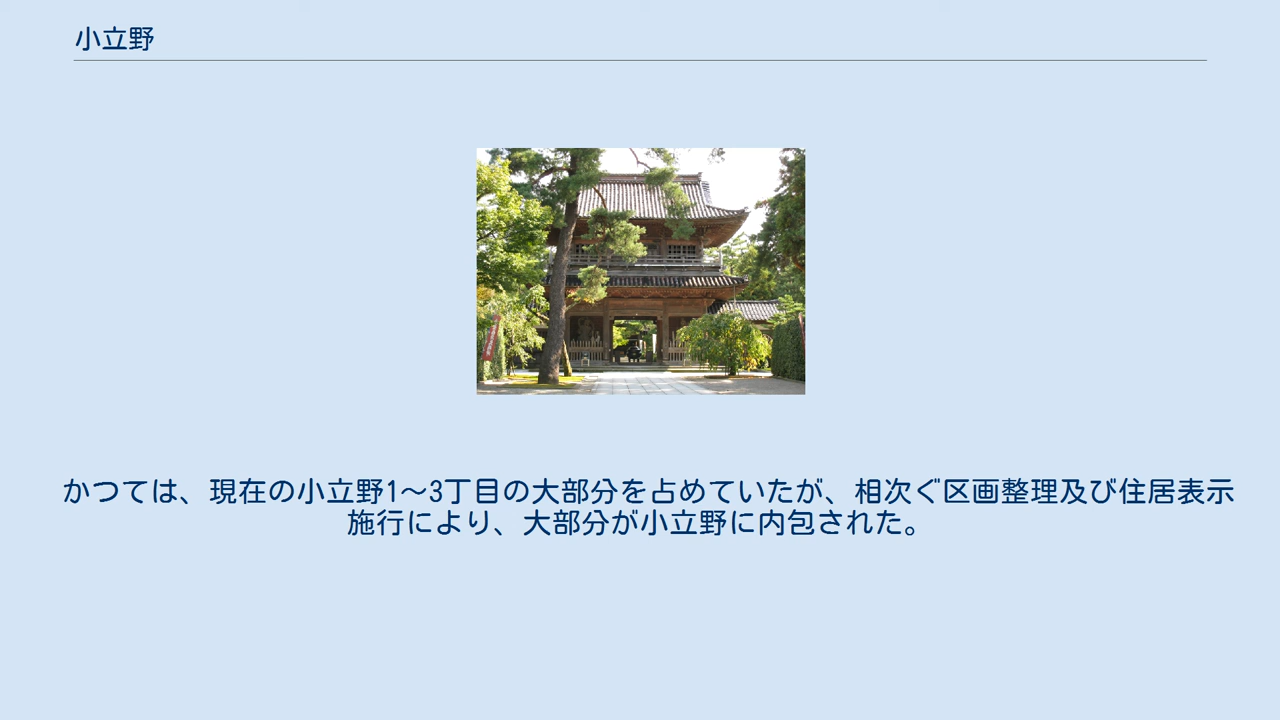 小立野
かつては、現在の小立野1〜3丁目の大部分を占めていたが、相次ぐ区画整理及び住居表示
施行により、大部分が小立野に内包された。